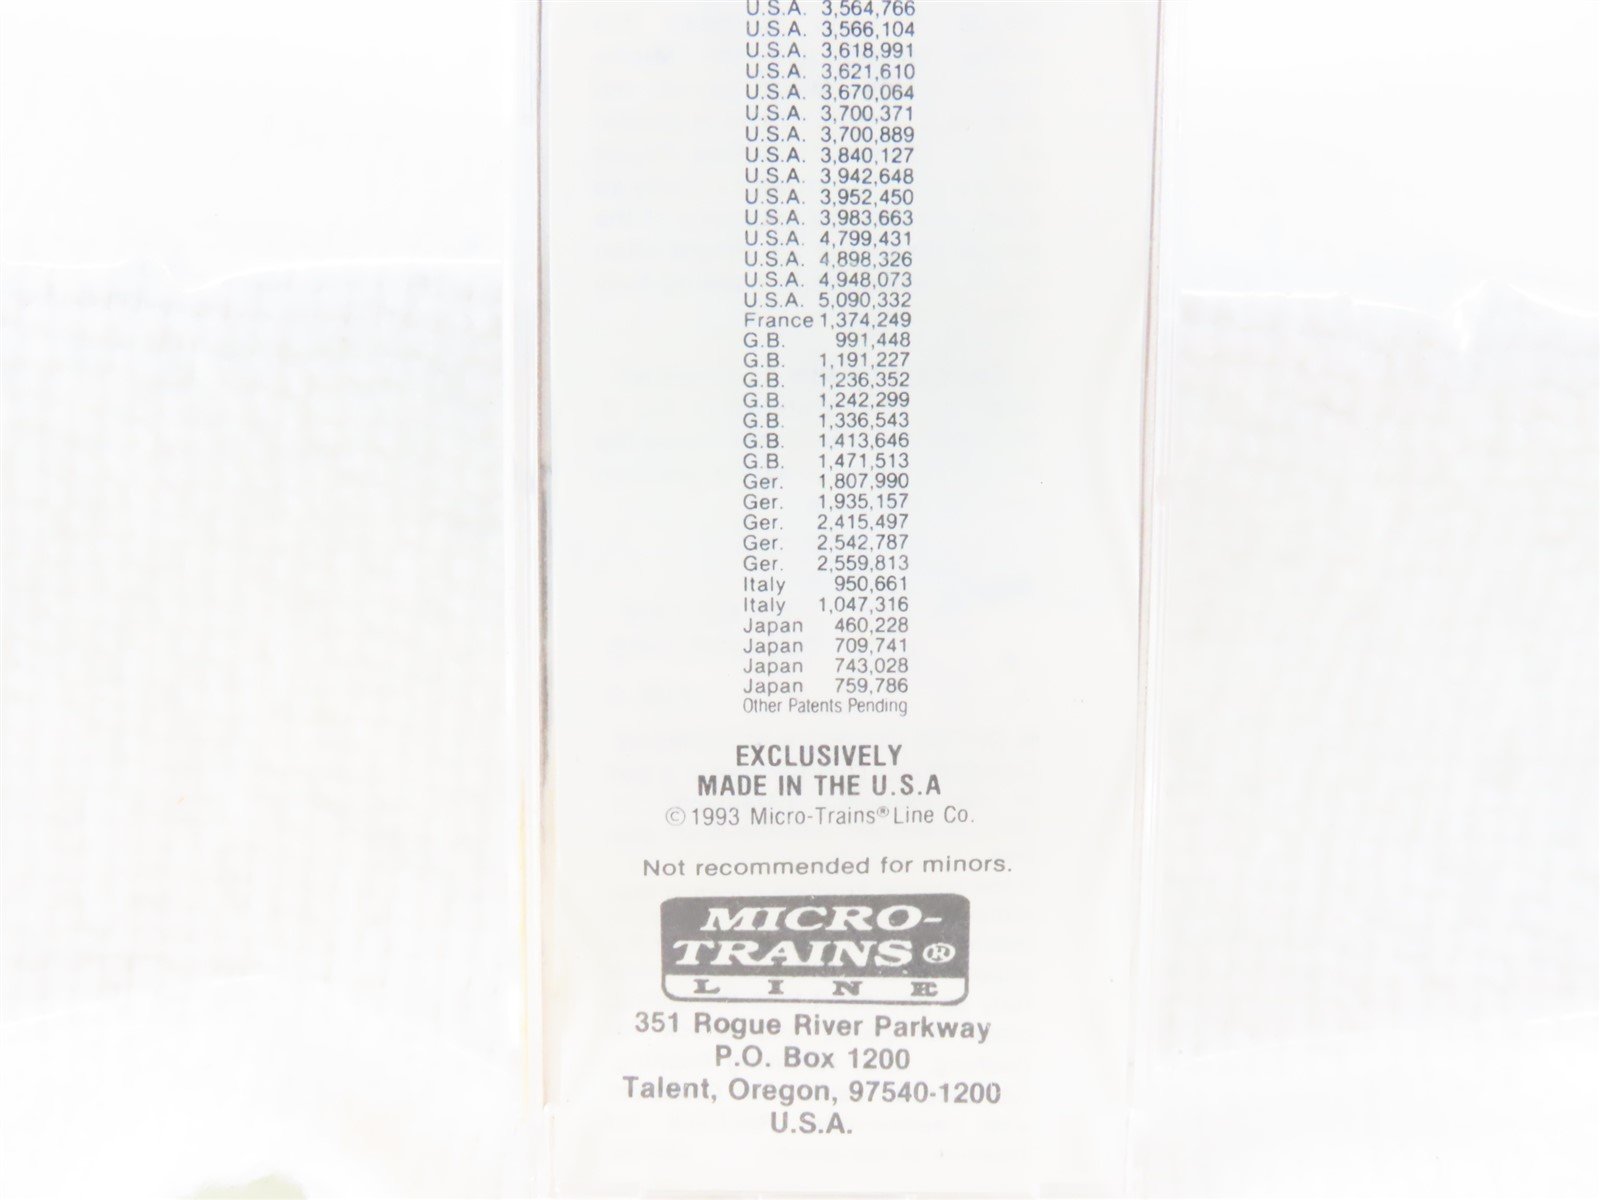 U.S.A. 3,564,766
U.S.A. 3,566,104
U.S.A. 3,618,991
U.S.A. 3,621,610
U.S.A. 3,670,064
U.S.A. 3,700,371
U.S.A. 3,700,889
U.S.A. 3,840,127
U.S.A. 3,942,648
U.S.A. 3,952,450
U.S.A. 3,983,663
U.S.A. 4,799,431
U.S.A. 4,898,326
U.S.A. 4,948,073
U.S.A. 5,090,332
France 1,374,249
G.B. 991,448
G.B. 1,191,227
G.B. 1,236,352
G.B. 1,242,299
G.B. 1,336,543
G.B. 1,413,646
G.B. 1,471,513
Ger. 1,807,990
Ger. 1,935,157
Ger. 2,415,497
Ger. 2,542,787
Ger. 2,559,813
Italy 950,661
Italy 1,047,316
Japan 460,228
Japan 709,741
Japan 743,028
Japan 759,786
Other Patents Pending
EXCLUSIVELY
MADE IN THE U.S.A
© 1993 Micro-Trains® Line Co.
Not recommended for minors.
MICRO-
TRAINS®
LINE
351 Rogue River Parkway
P.O. Box 1200
Talent, Oregon, 97540-1200
U.S.A.